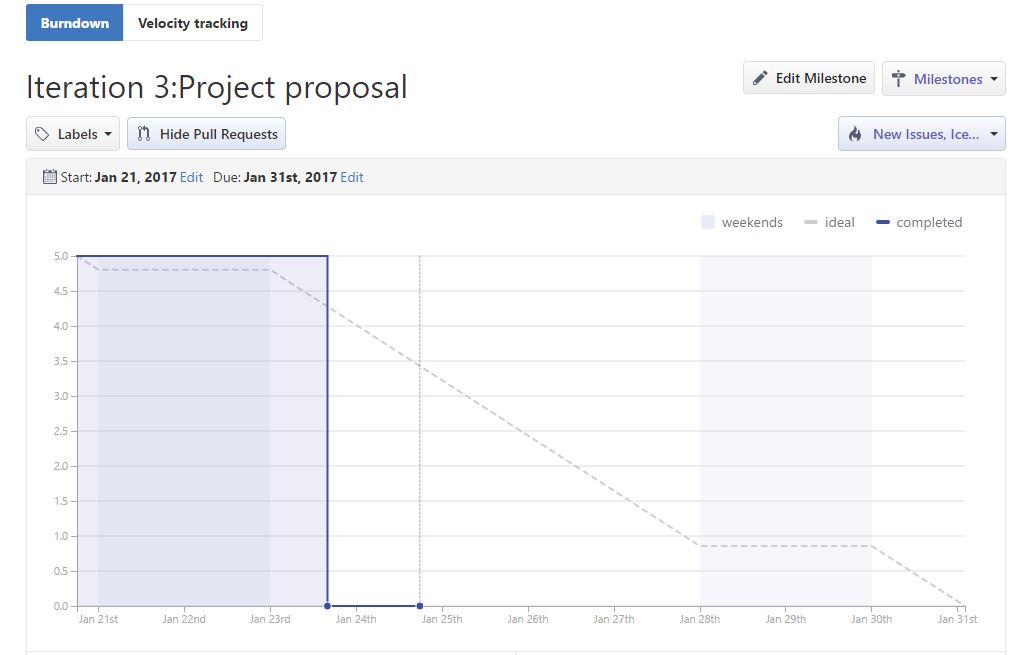 Burndown Velocity tracking
Iteration 3:Project proposal
Edit Milestone Milestones
Labels Hide Pull Requests New Issues, Ice...
Start: Jan 21, 2017 Edit Due: Jan 31st, 2017 Edit
weekends ideal completed
5.0
4.5
4.0
3.5
3.0
2.5
2.0
1.5
1.0
0.5
0.0
Jan 21st Jan 22nd Jan 23rd Jan 24th Jan 25th Jan 26th Jan 27th Jan 28th Jan 29th Jan 30th Jan 31st